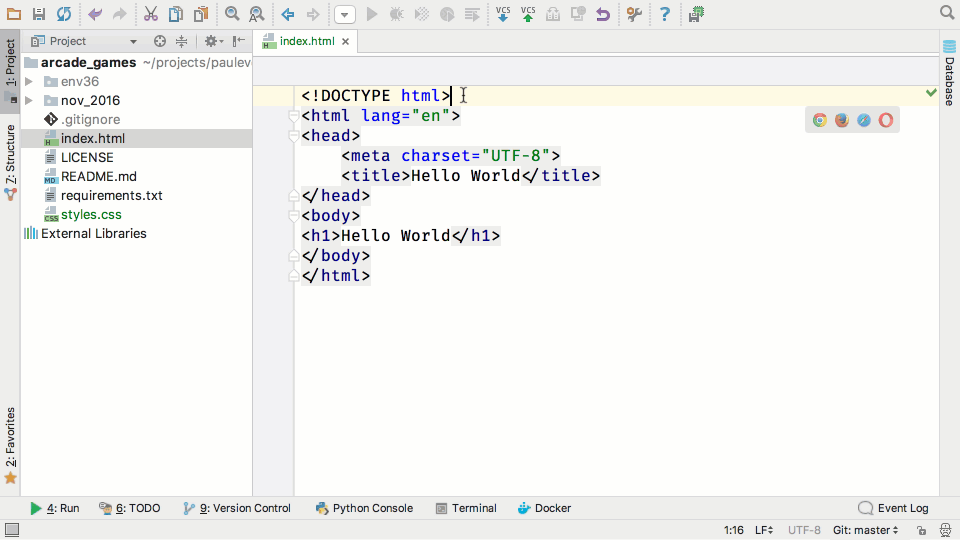 VCS VCS
Project
index.html
1: Project
Z: Structure
2: Favorites
arcade_games ~/projects/paulev
env36
nov_2016
.gitignore
index.html
LICENSE
README.md
requirements.txt
styles.css
External Libraries
<!DOCTYPE html>
<html lang="en">
<head>
<meta charset="UTF-8">
<title>Hello World</title>
</head>
<body>
<h1>Hello World</h1>
</body>
</html>
Database
4: Run 6: TODO 9: Version Control Python Console Terminal Docker Event Log
1:16 LF UTF-8 Git: master